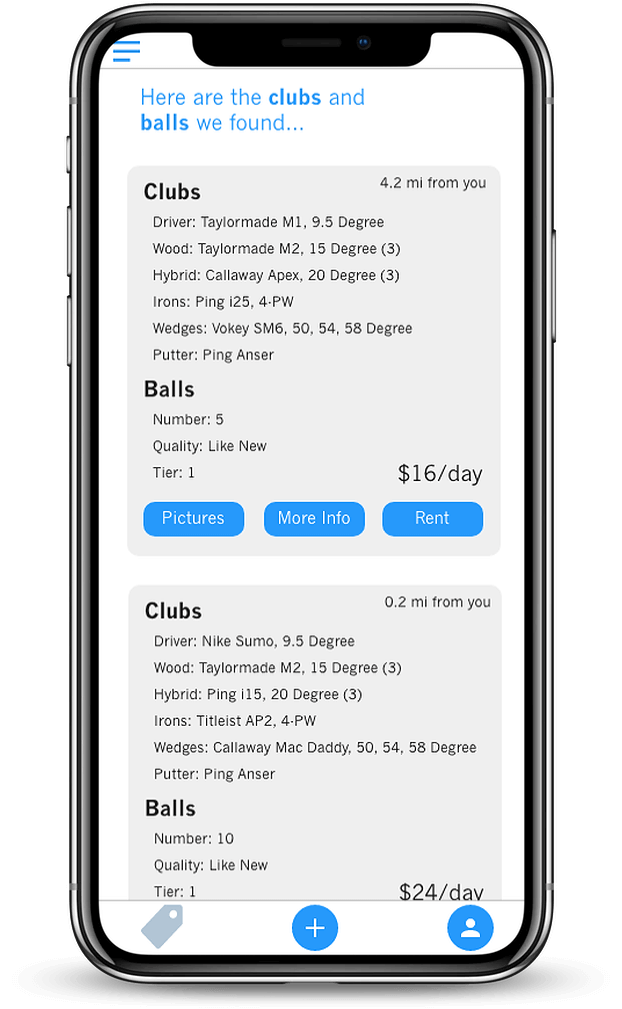 Here are the clubs and
balls we found...
4.2 mi from you
Clubs
Driver: Taylormade M1, 9.5 Degree
Wood: Taylormade M2, 15 Degree (3)
Hybrid: Callaway Apex, 20 Degree (3)
Irons: Ping i25, 4-PW
Wedges: Vokey SM6, 50, 54, 58 Degree
Putter: Ping Anser
Balls
Number: 5
Quality: Like New
Tier: 1
$16/day
Pictures More Info Rent
0.2 mi from you
Clubs
Driver: Nike Sumo, 9.5 Degree
Wood: Taylormade M2, 15 Degree (3)
Hybrid: Ping i15, 20 Degree (3)
Irons: Titleist AP2, 4-PW
Wedges: Callaway Mac Daddy, 50, 54, 58 Degree
Putter: Ping Anser
Balls
Number: 10
Quality: Like New
Tier: 1
$24/day